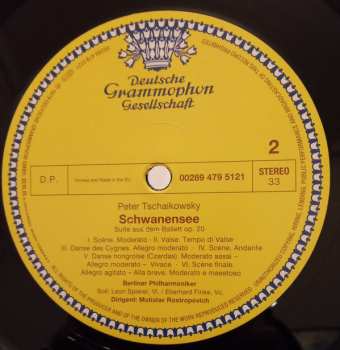 Deutsche
Grammophon
Gesellschaft
2
D.P.
Printed and Made in the EU
00289 479 5121
STEREO
33
Peter Tschaikowsky
Schwanensee
Suite aus dem Ballett op. 20
I. Scène. Moderato · II. Valse. Tempo di Valse
III. Danse des Cygnes. Allegro moderato · IV. Scène. Andante
V. Danse hongroise (Czardas). Moderato assai -
Allegro moderato - Vivace · VI. Scène finale
Allegro agitato - Alla breve. Moderato e maestoso
Berliner Philharmoniker
Soli: Leon Spierer, Vl. / Eberhard Finke, Vc.
Dirigent: Mstislav Rostropovich